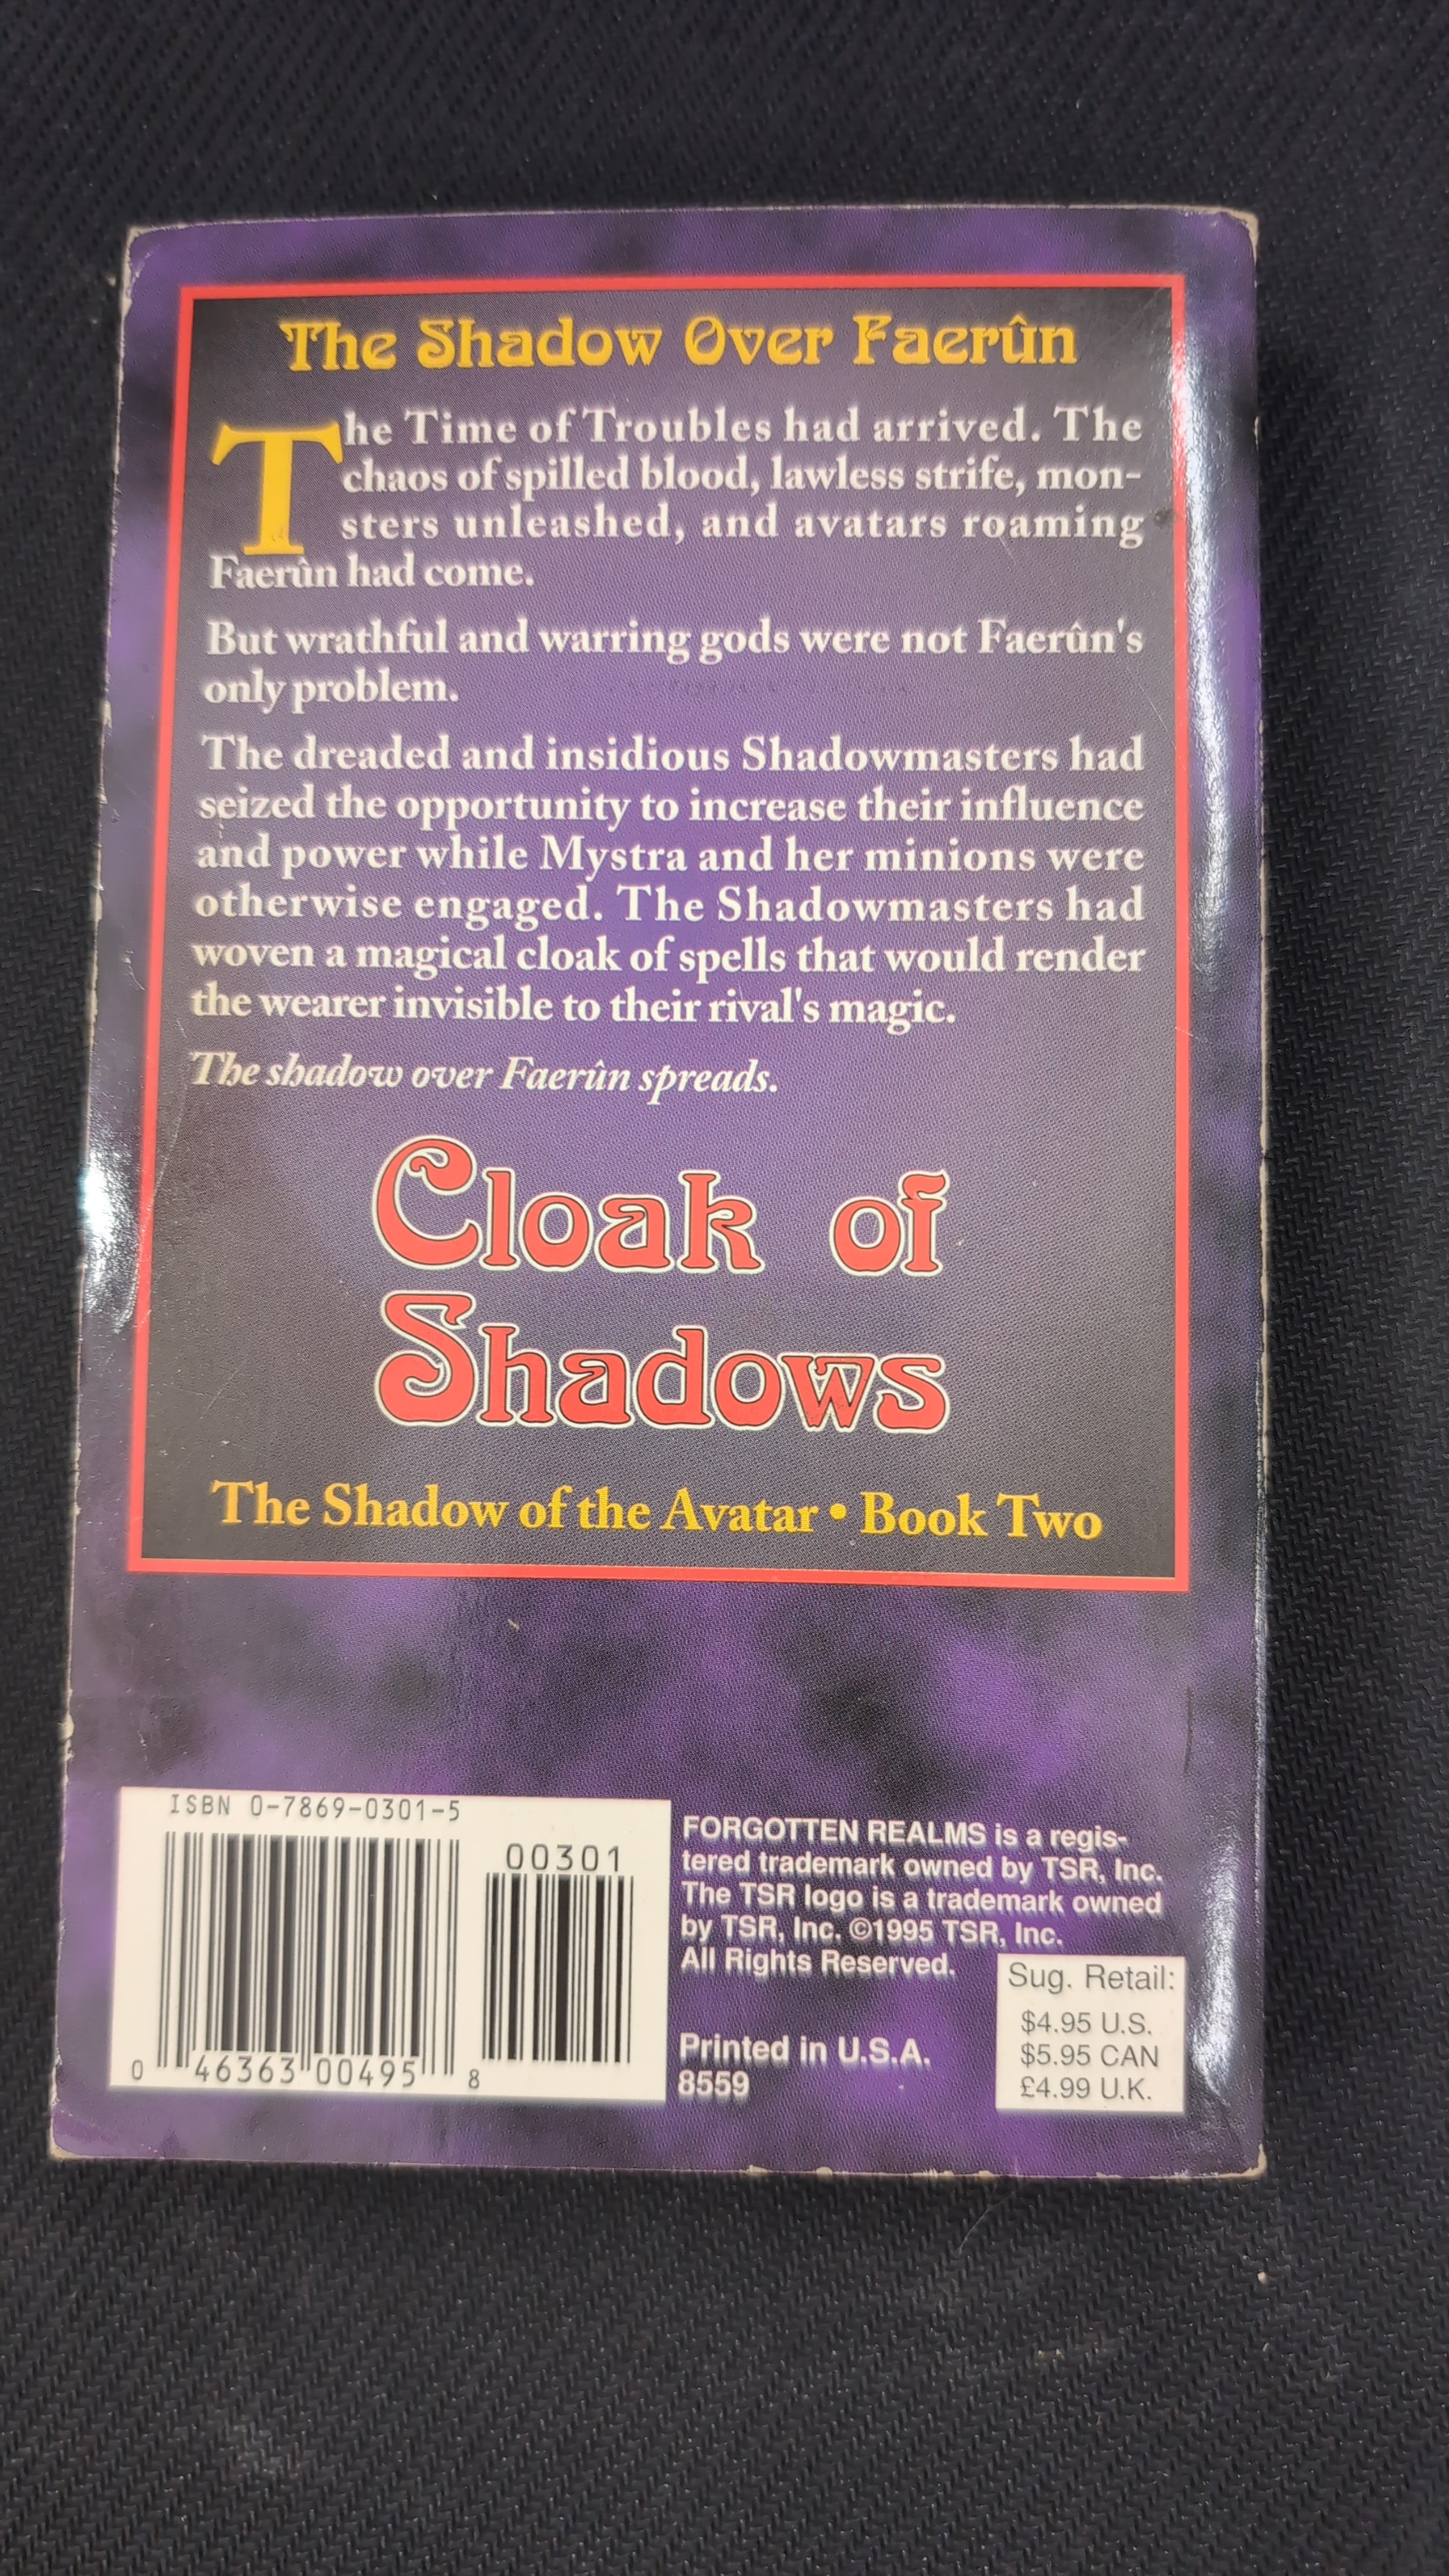 The Shadow Over Faerûn
The Time of Troubles had arrived. The
chaos of spilled blood, lawless strife, mon-
sters unleashed, and avatars roaming
Faerûn had come.
But wrathful and warring gods were not Faerûn's
only problem.
The dreaded and insidious Shadowmasters had
seized the opportunity to increase their influence
and power while Mystra and her minions were
otherwise engaged. The Shadowmasters had
woven a magical cloak of spells that would render
the wearer invisible to their rival's magic.
The shadow over Faerûn spreads.
Cloak of
Shadows
The Shadow of the Avatar • Book Two
ISBN 0-7869-0301-5
00301
0 46363 00495 8
FORGOTTEN REALMS is a regis-
tered trademark owned by TSR, Inc.
The TSR logo is a trademark owned
by TSR, Inc. ©1995 TSR, Inc.
All Rights Reserved.
Printed in U.S.A.
8559
Sug. Retail:
$4.95 U.S.
$5.95 CAN
£4.99 U.K.